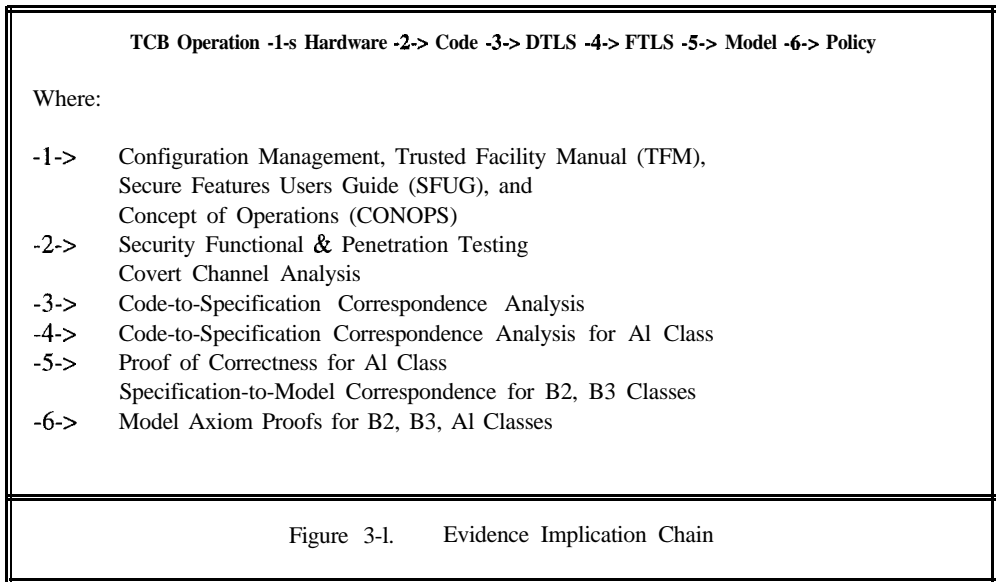 TCB Operation -1-s Hardware -2-> Code -3-> DTLS -4-> FTLS -5-> Model -6-> Policy
Where:
-1-> Configuration Management, Trusted Facility Manual (TFM),
Secure Features Users Guide (SFUG), and
Concept of Operations (CONOPS)
-2-> Security Functional & Penetration Testing
Covert Channel Analysis
-3-> Code-to-Specification Correspondence Analysis
-4-> Code-to-Specification Correspondence Analysis for Al Class
-5-> Proof of Correctness for Al Class
Specification-to-Model Correspondence for B2, B3 Classes
-6-> Model Axiom Proofs for B2, B3, Al Classes
Figure 3-l. Evidence Implication Chain